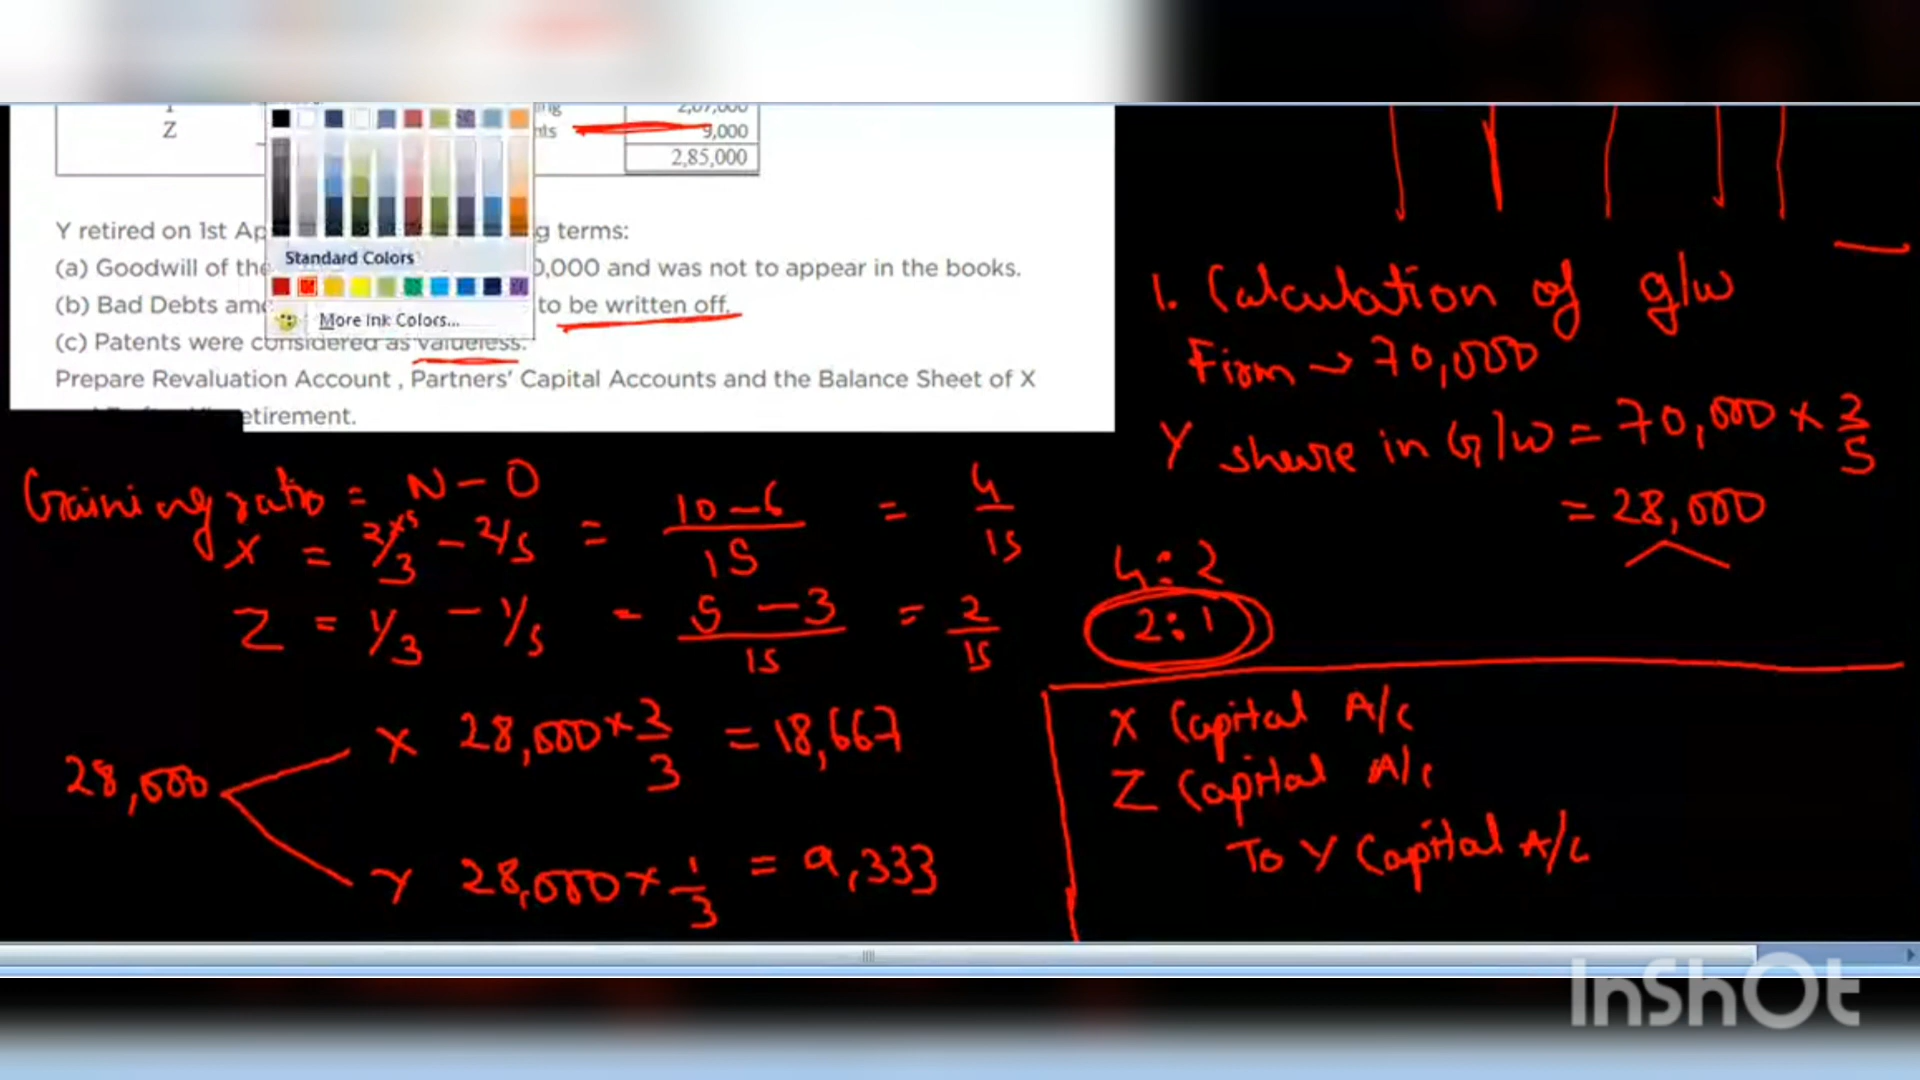 Z
2,07,000
9,000
2,85,000
Y retired on 1st Ap g terms:
(a) Goodwill of the 0,000 and was not to appear in the books.
Standard Colors
(b) Bad Debts am to be written off.
More Ink Colors...
(c) Patents were considered as valueless.
Prepare Revaluation Account , Partners' Capital Accounts and the Balance Sheet of X
etirement.
1. Calculation of g/w
Firm → 70,000
Y share in G/W = 70,000 × 2/5
= 28,000
Gaining ratio = N - O
X = 2/3 ×5 - 2/5 = 10-6/15 = 4/15
Z = 1/3 - 1/5 = 5-3/15 = 2/15
4:2
2:1
28,000
X 28,000 × 2/3 = 18,667
Y 28,000 × 1/3 = 9,333
X Capital A/c
Z Capital A/c
To Y Capital A/c
InShOt